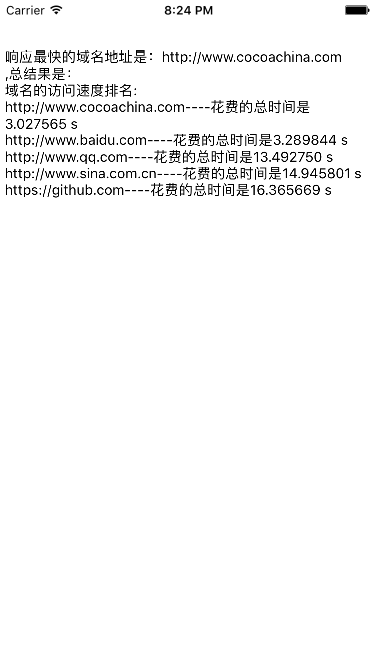 Carrier 8:24 PM
响应最快的域名地址是：http://www.cocoachina.com
,总结果是：
域名的访问速度排名:
http://www.cocoachina.com----花费的总时间是
3.027565 s
http://www.baidu.com----花费的总时间是3.289844 s
http://www.qq.com----花费的总时间是13.492750 s
http://www.sina.com.cn----花费的总时间是14.945801 s
https://github.com----花费的总时间是16.365669 s